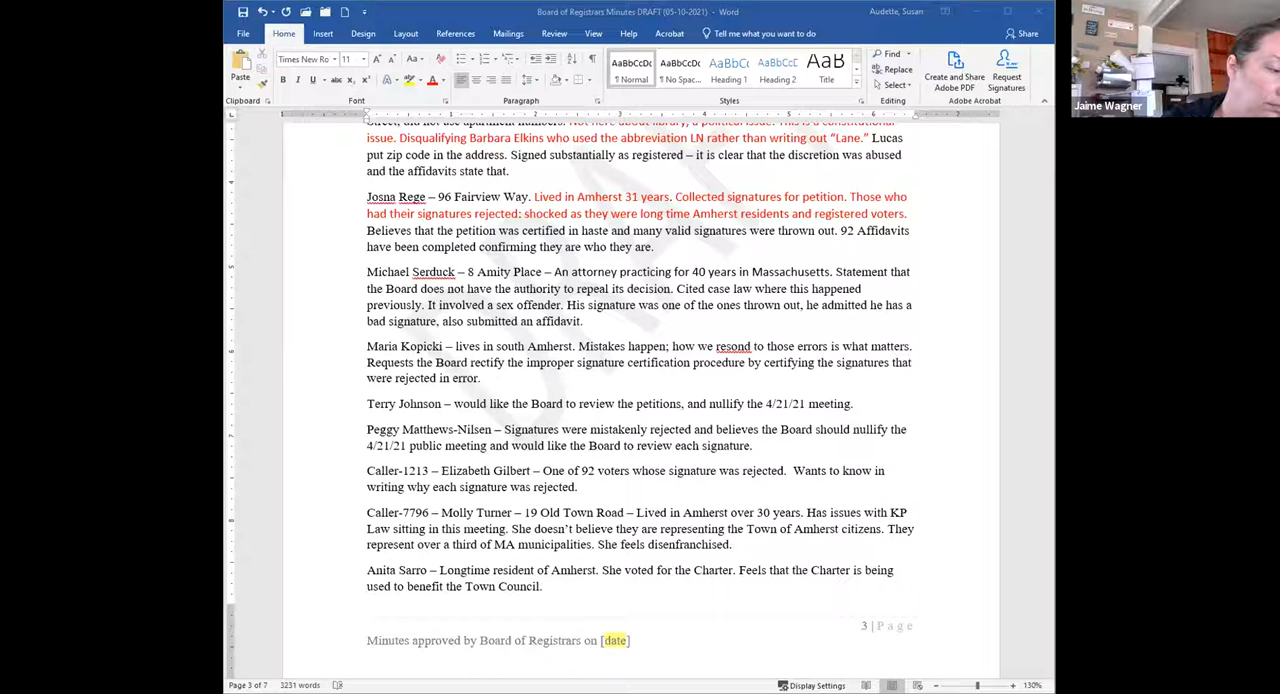 Board of Registrars Minutes DRAFT (05-10-2021) - Word
Audette, Susan
File Home Insert Draw Design Layout References Mailings Review View Help Acrobat Tell me what you want to do Share
Times New Ro 11 Aa
Paste
Clipboard Font Paragraph Styles Editing Adobe Acrobat
AaBbCcDc AaBbCcDc AaBbCc AaBbCcD AaB
¶ Normal ¶ No Spac... Heading 1 Heading 2 Title
Find
Replace
Select
Create and Share Adobe PDF
Request Signatures
Jaime Wagner
issue. Disqualifying Barbara Elkins who used the abbreviation LN rather than writing out “Lane.” Lucas
put zip code in the address. Signed substantially as registered – it is clear that the discretion was abused
and the affidavits state that.
Josna Rege – 96 Fairview Way. Lived in Amherst 31 years. Collected signatures for petition. Those who
had their signatures rejected: shocked as they were long time Amherst residents and registered voters.
Believes that the petition was certified in haste and many valid signatures were thrown out. 92 Affidavits
have been completed confirming they are who they are.
Michael Serduck – 8 Amity Place – An attorney practicing for 40 years in Massachusetts. Statement that
the Board does not have the authority to repeal its decision. Cited case law where this happened
previously. It involved a sex offender. His signature was one of the ones thrown out, he admitted he has a
bad signature, also submitted an affidavit.
Maria Kopicki – lives in south Amherst. Mistakes happen; how we resond to those errors is what matters.
Requests the Board rectify the improper signature certification procedure by certifying the signatures that
were rejected in error.
Terry Johnson – would like the Board to review the petitions, and nullify the 4/21/21 meeting.
Peggy Matthews-Nilsen – Signatures were mistakenly rejected and believes the Board should nullify the
4/21/21 public meeting and would like the Board to review each signature.
Caller-1213 – Elizabeth Gilbert – One of 92 voters whose signature was rejected. Wants to know in
writing why each signature was rejected.
Caller-7796 – Molly Turner – 19 Old Town Road – Lived in Amherst over 30 years. Has issues with KP
Law sitting in this meeting. She doesn’t believe they are representing the Town of Amherst citizens. They
represent over a third of MA municipalities. She feels disenfranchised.
Anita Sarro – Longtime resident of Amherst. She voted for the Charter. Feels that the Charter is being
used to benefit the Town Council.
3 | P a g e
Minutes approved by Board of Registrars on [date]
DRAFT
Page 3 of 7 3231 words Display Settings 130%